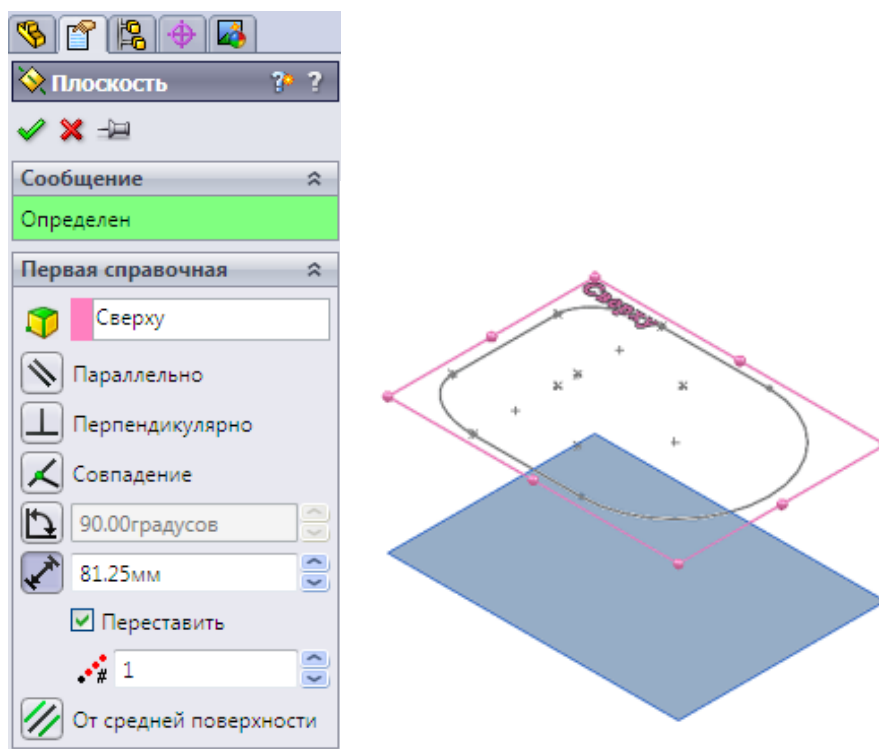 Плоскость ? ?
Сообщение
Определен
Первая справочная
Сверху
Параллельно
Перпендикулярно
Совпадение
90.00градусов
81.25мм
Переставить
# 1
От средней поверхности
Сверху